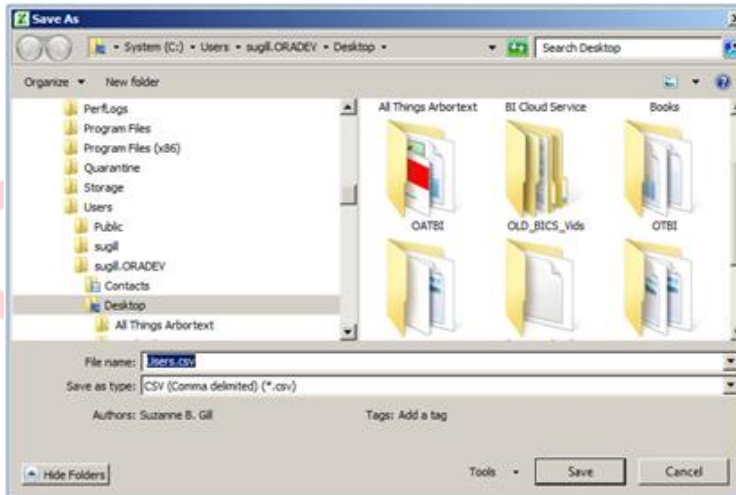 Save As
System (C:) • Users • sugill.ORADEV • Desktop •
Search Desktop
Organize
New folder
PerfLogs
Program Files
Program Files (x86)
Quarantine
Storage
Users
Public
sugill
sugill.ORADEV
Contacts
Desktop
All Things Arbortext
All Things Arbortext
BI Cloud Service
Books
OATBI
OLD_BICS_Vids
OTBI
File name: Users.csv
Save as type: CSV (Comma delimited) (*.csv)
Authors: Suzanne B. Gill
Tags: Add a tag
Hide Folders
Tools
Save
Cancel